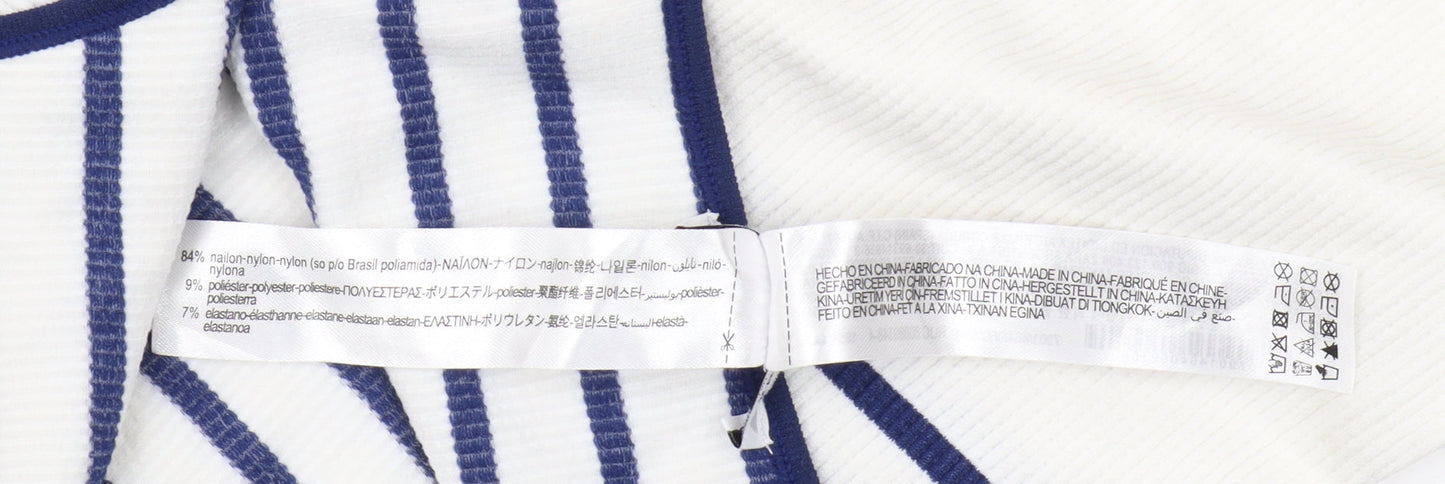 84% nailon-nylon-nylon (so p/o Brasil poliamida)-ΝΑΪΛΟΝ-ナイロン-najlon-锦纶-나일론-nilon-نايلون-niló-
nylona
9% poliéster-polyester-poliestere-ΠΟΛΥΕΣΤΕΡΑΣ-ポリエステル-poliester-聚酯纤维-폴리에스터-بوليستير-polièster-
poliesterra
7% elastano-élasthanne-elastane-elastaan-elastan-ΕΛΑΣΤΙΝΗ-ポリウレタン-氨纶-엘라스탄-اليستان-elastà-
elastanoa
HECHO EN CHINA-FABRICADO NA CHINA-MADE IN CHINA-FABRIQUÉ EN CHINE-
GEFABRICEERD IN CHINA-FATTO IN CINA-HERGESTELLT IN CHINA-ΚΑΤΑΣΚΕΥΗ
ΚΙΝΑ-URETIM YERI ÇIN-FREMSTILLET I KINA-DIBUAT DI TIONGKOK-صنع في الصين-
FEITO EN CHINA-FET A LA XINA-TXINAN EGINA